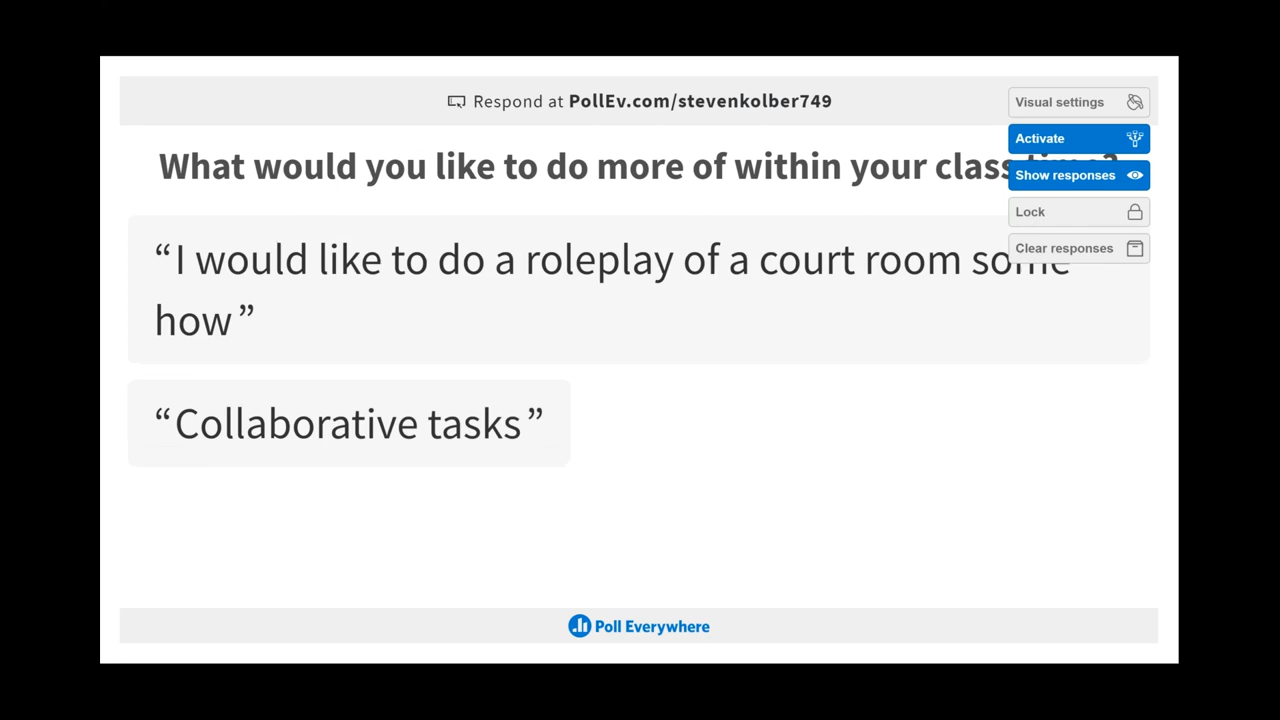 Respond at PollEv.com/stevenkolber749
Visual settings
Activate
What would you like to do more of within your class time?
Show responses
Lock
Clear responses
“I would like to do a roleplay of a court room some
how”
“Collaborative tasks”
Poll Everywhere